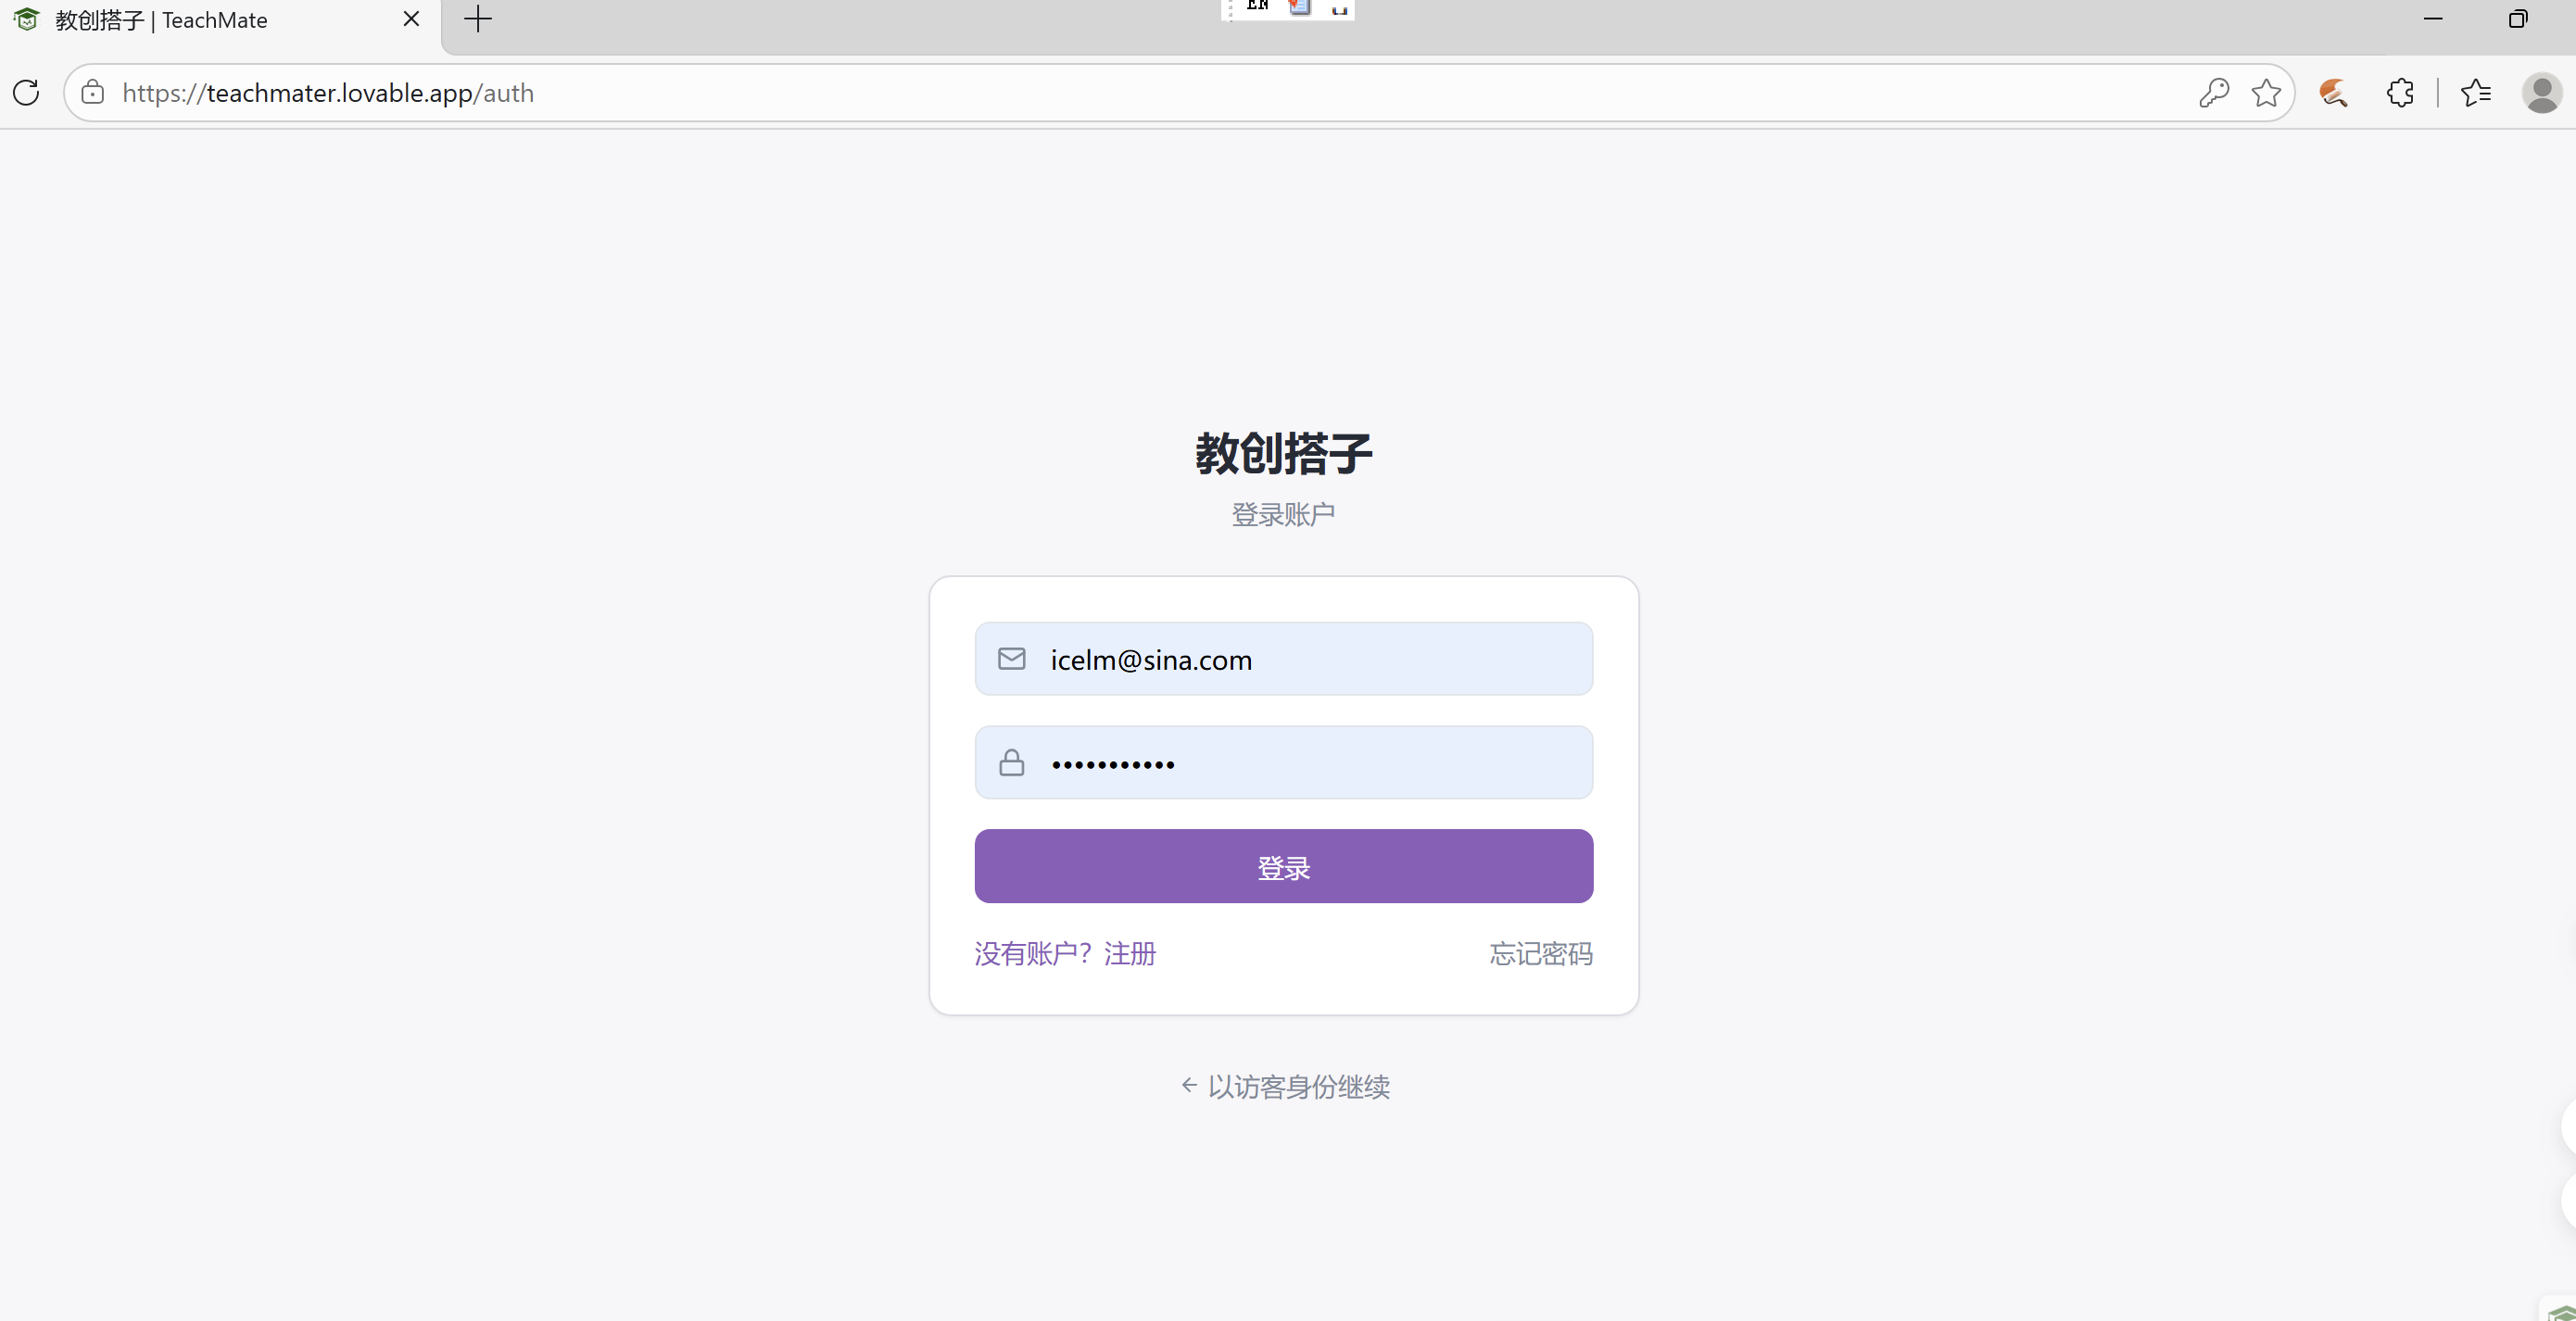 教创搭子 | TeachMate
https://teachmater.lovable.app/auth
教创搭子
登录账户
icelm@sina.com
•••••••••••
登录
没有账户？注册
忘记密码
← 以访客身份继续